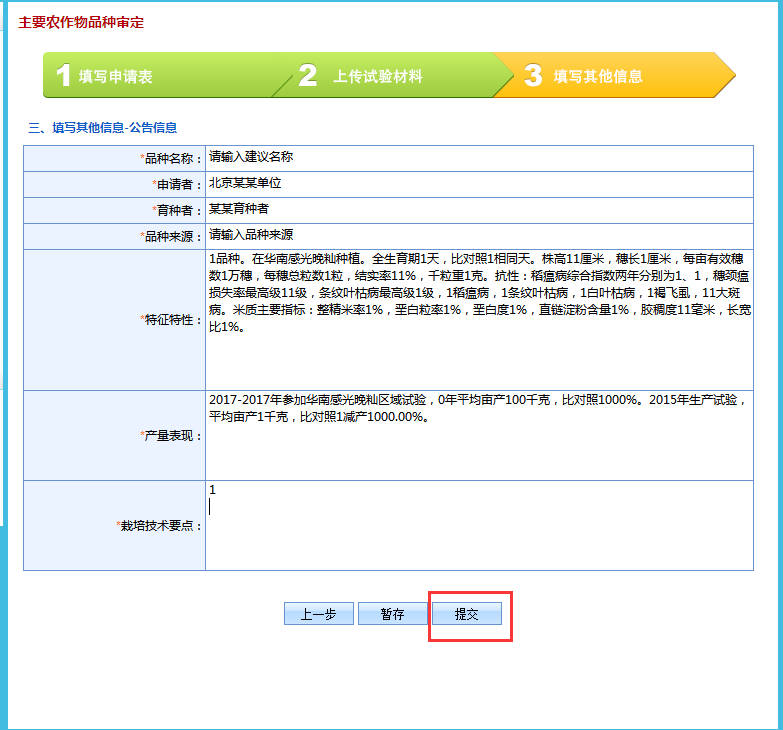 主要农作物品种审定
1 填写申请表
2 上传试验材料
3 填写其他信息
三、填写其他信息-公告信息
*品种名称： 请输入建议名称
*申请者： 北京某某单位
*育种者： 某某育种者
*品种来源： 请输入品种来源
*特征特性：
1品种。在华南感光晚籼种植。全生育期1天，比对照1相同天。株高11厘米，穗长1厘米，每亩有效穗
数1万穗，每穗总粒数1粒，结实率11%，千粒重1克。抗性：稻瘟病综合指数两年分别为1、1，穗颈瘟
损失率最高级11级，条纹叶枯病最高级1级，1稻瘟病，1条纹叶枯病，1白叶枯病，1褐飞虱，11大斑
病。米质主要指标：整精米率1%，垩白粒率1%，垩白度1%，直链淀粉含量1%，胶稠度11毫米，长宽
比1%。
*产量表现：
2017-2017年参加华南感光晚籼区域试验，0年平均亩产100千克，比对照1000%。2015年生产试验，
平均亩产1千克，比对照1减产1000.00%。
*栽培技术要点：
1
上一步 暂存 提交